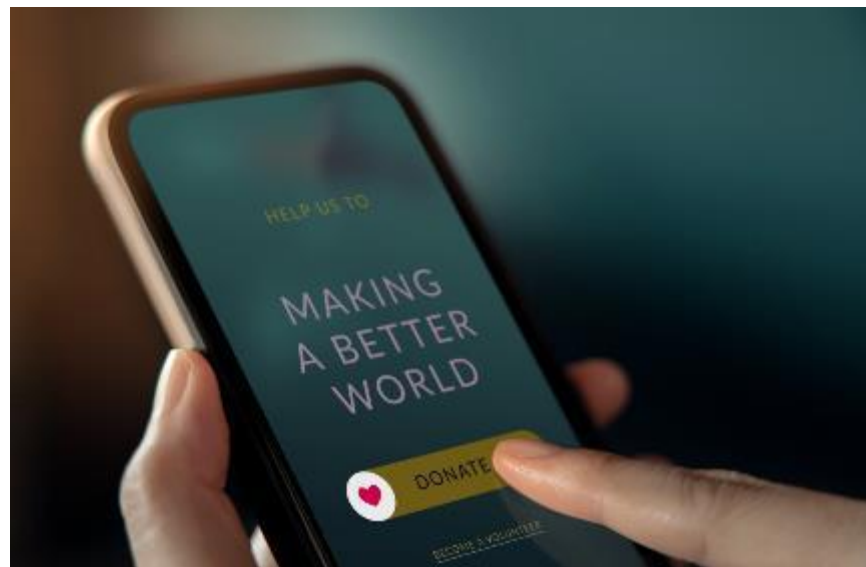 HELP US TO
MAKING
A BETTER
WORLD
DONATE
BECOME A VOLUNTEER